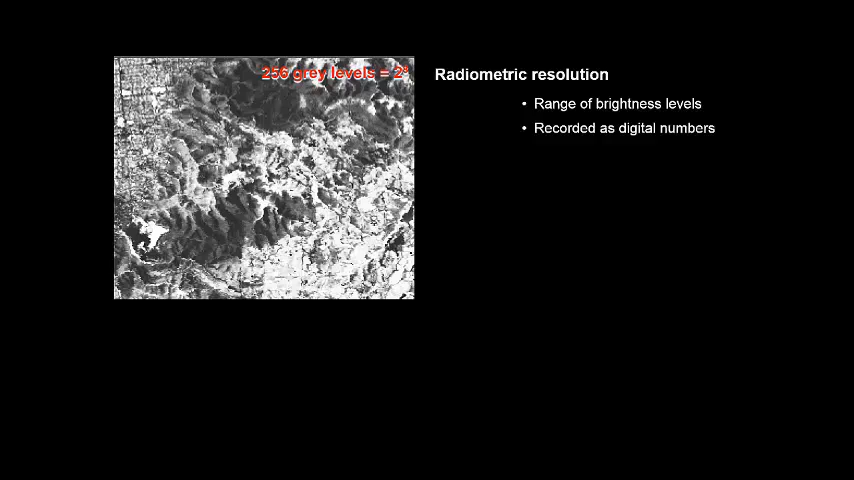 256 grey levels = 2⁸
Radiometric resolution
• Range of brightness levels
• Recorded as digital numbers